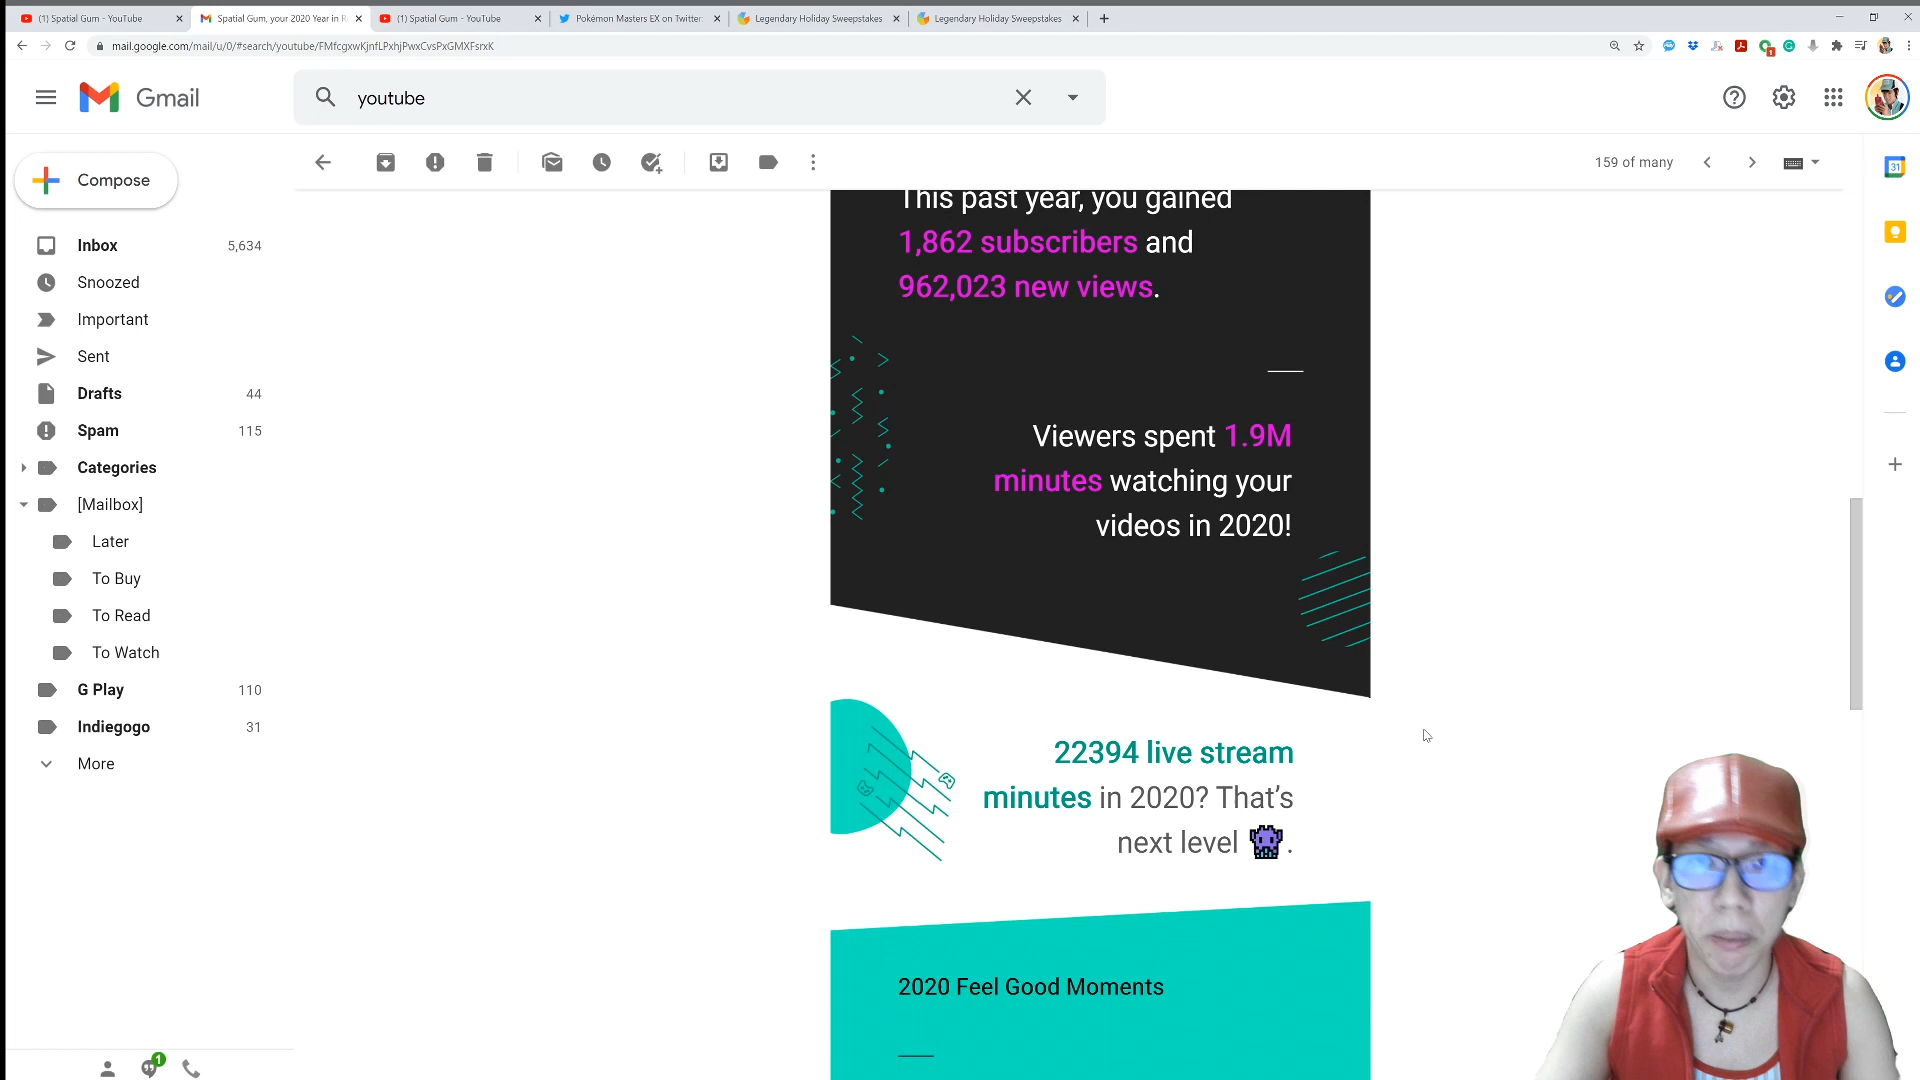 (1) Spatial Gum - YouTube
Spatial Gum, your 2020 Year in R
(1) Spatial Gum - YouTube
Pokémon Masters EX on Twitter:
Legendary Holiday Sweepstakes
Legendary Holiday Sweepstakes
mail.google.com/mail/u/0/#search/youtube/FMfcgxwKjnfLPxhjPwxCvsPxGMXFsrxK
Gmail
youtube
Compose
159 of many
31
Inbox 5,634
Snoozed
Important
Sent
Drafts 44
Spam 115
Categories
[Mailbox]
Later
To Buy
To Read
To Watch
G Play 110
Indiegogo 31
More
1
This past year, you gained
1,862 subscribers and
962,023 new views.
Viewers spent 1.9M
minutes watching your
videos in 2020!
22394 live stream
minutes in 2020? That's
next level .
2020 Feel Good Moments